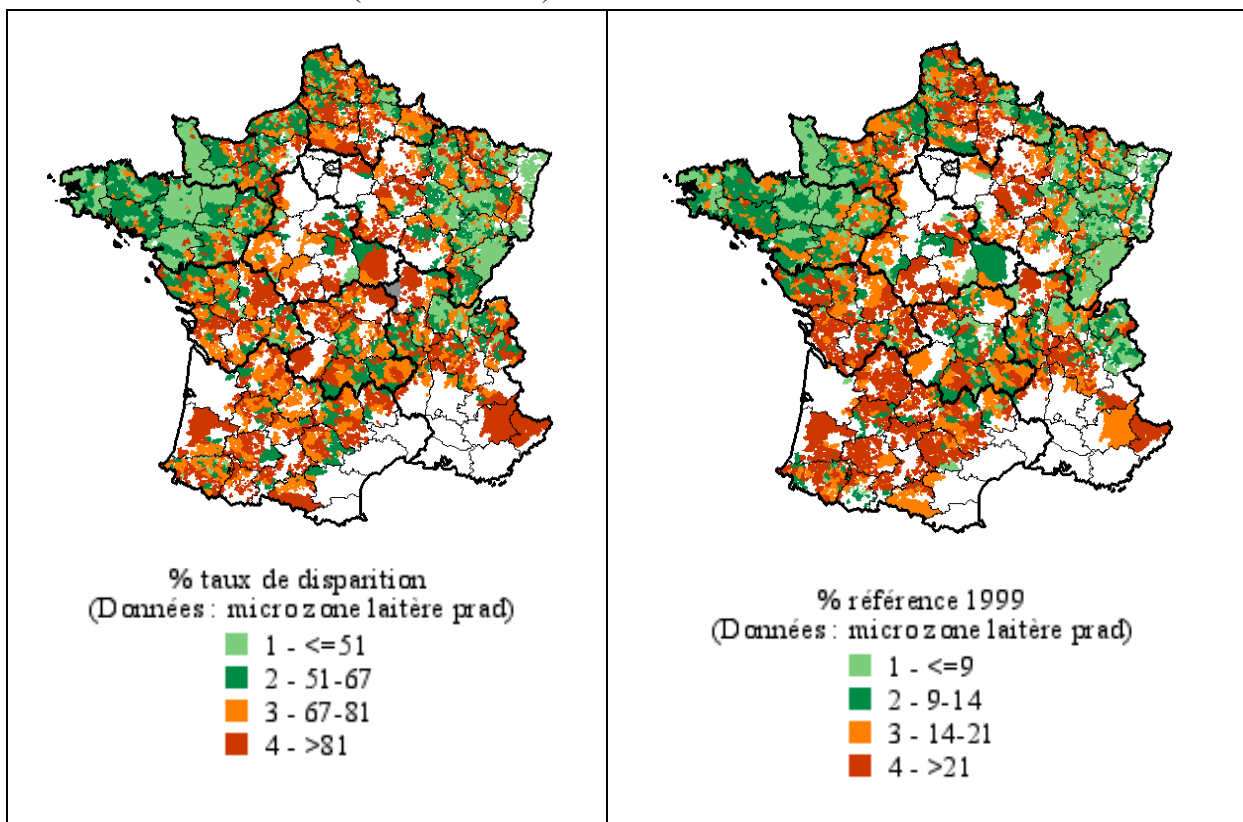 % taux de disparition
(Données : microzone laitère prad)
1 - <=51
2 - 51-67
3 - 67-81
4 - >81
% référence 1999
(Données : microzone laitère prad)
1 - <=9
2 - 9-14
3 - 14-21
4 - >21